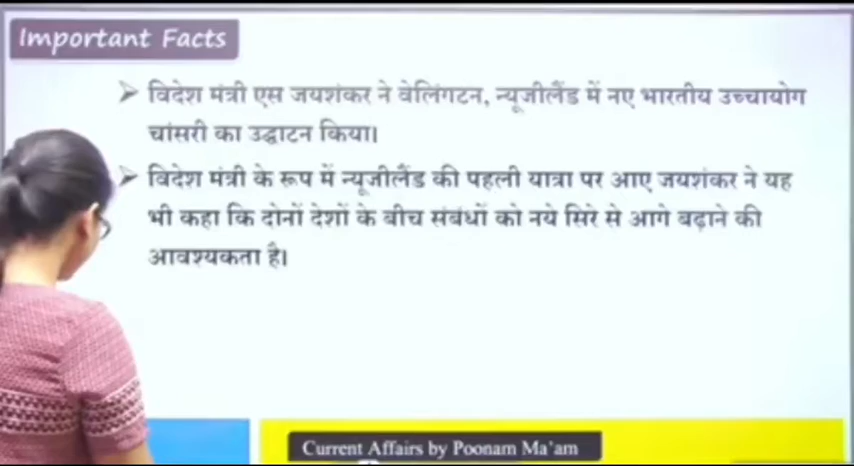 Important Facts
➤ विदेश मंत्री एस जयशंकर ने वेलिंगटन, न्यूजीलैंड में नए भारतीय उच्चायोग
चांसरी का उद्घाटन किया।
➤ विदेश मंत्री के रूप में न्यूजीलैंड की पहली यात्रा पर आए जयशंकर ने यह
भी कहा कि दोनों देशों के बीच संबंधों को नये सिरे से आगे बढ़ाने की
आवश्यकता है।
Current Affairs by Poonam Ma'am